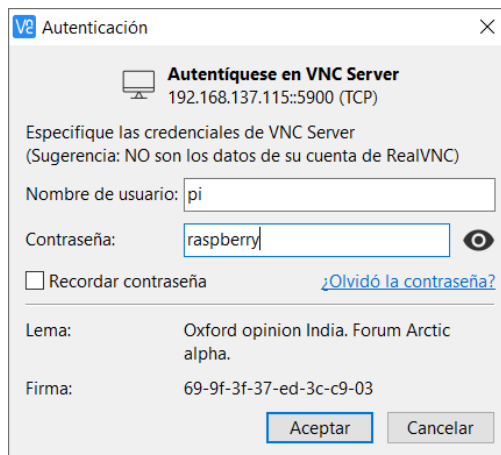 V2 Autenticación
Autentíquese en VNC Server
192.168.137.115::5900 (TCP)
Especifique las credenciales de VNC Server
(Sugerencia: NO son los datos de su cuenta de RealVNC)
Nombre de usuario: pi
Contraseña: raspberry
Recordar contraseña ¿Olvidó la contraseña?
Lema: Oxford opinion India. Forum Arctic
alpha.
Firma: 69-9f-3f-37-ed-3c-c9-03
Aceptar Cancelar